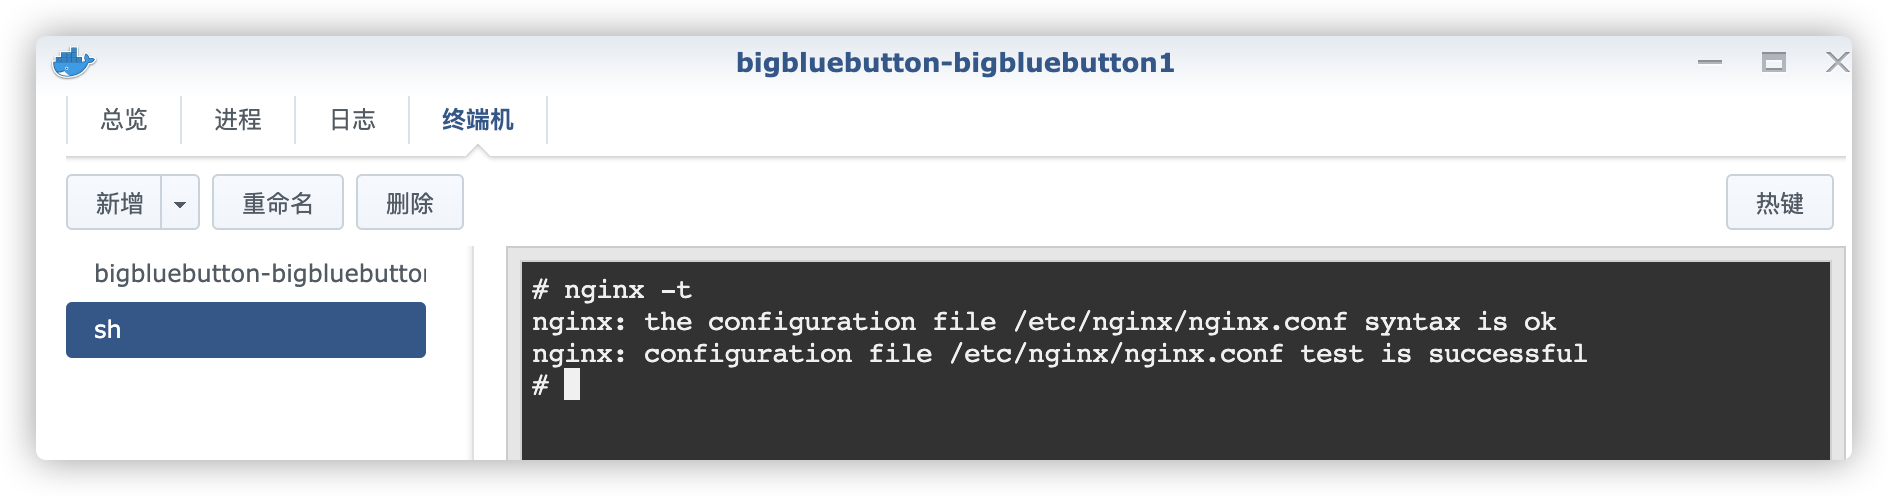 bigbluebutton-bigbluebutton1
总览 进程 日志 终端机
新增 重命名 删除 热键
bigbluebutton-bigbluebutto
sh
# nginx -t
nginx: the configuration file /etc/nginx/nginx.conf syntax is ok
nginx: configuration file /etc/nginx/nginx.conf test is successful
#